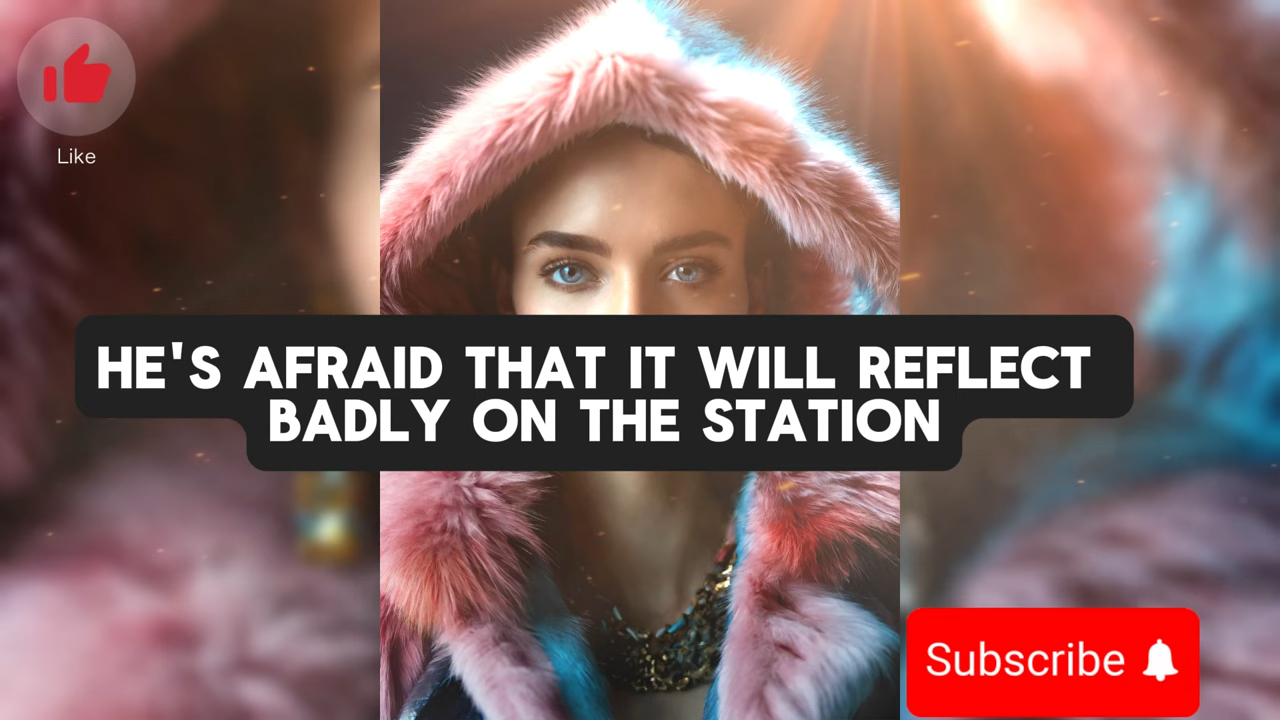 Like
HE'S AFRAID THAT IT WILL REFLECT
BADLY ON THE STATION
Subscribe